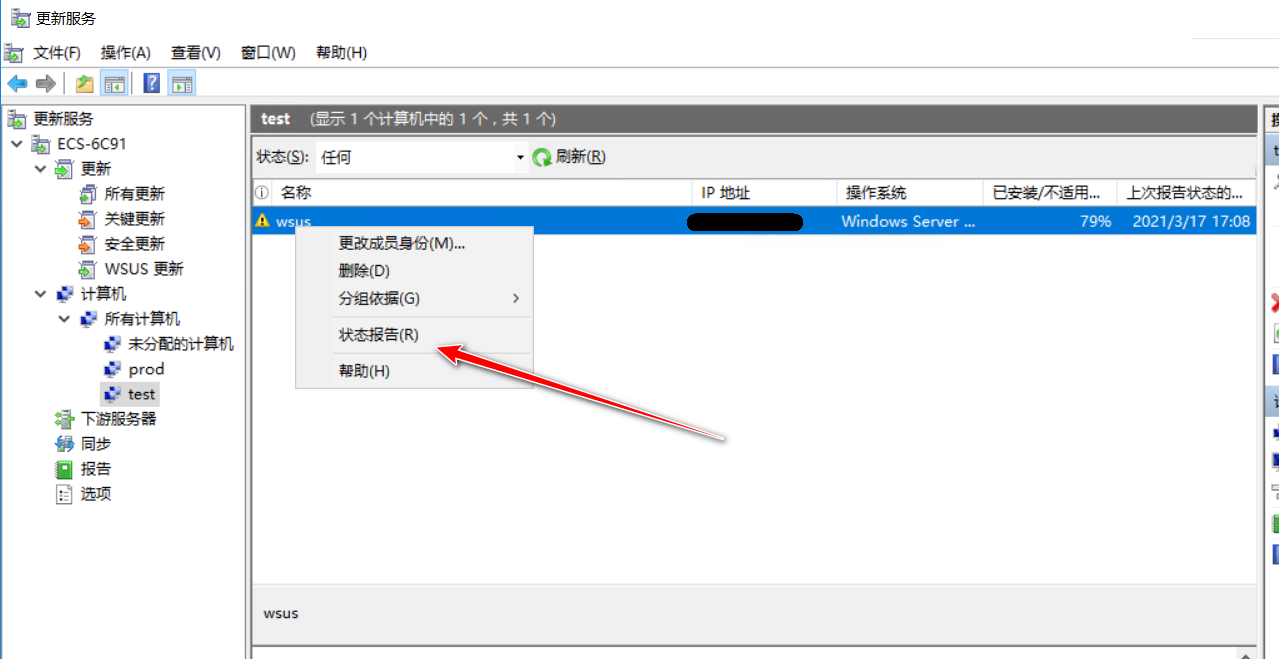 更新服务
文件(F) 操作(A) 查看(V) 窗口(W) 帮助(H)
更新服务
ECS-6C91
更新
所有更新
关键更新
安全更新
WSUS 更新
计算机
所有计算机
未分配的计算机
prod
test
下游服务器
同步
报告
选项
test (显示 1 个计算机中的 1 个，共 1 个)
状态(S): 任何 刷新(R)
名称 IP 地址 操作系统 已安装/不适用... 上次报告状态的...
wsus Windows Server ... 79% 2021/3/17 17:08
更改成员身份(M)...
删除(D)
分组依据(G)
状态报告(R)
帮助(H)
wsus